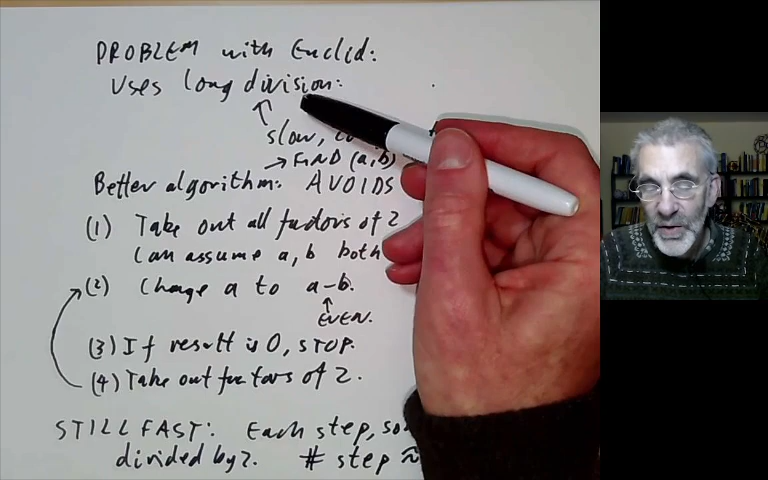 PROBLEM with Euclid:
Uses long division:
slow,
→ FIND (a,b)
Better algorithm: AVOIDS
(1) Take out all factors of 2
Can assume a, b both
(2) Change a to a-b.
↑
EVEN.
(3) If result is 0, STOP.
(4) Take out factors of 2.
STILL FAST: Each step,
divided by 2. # step ≈